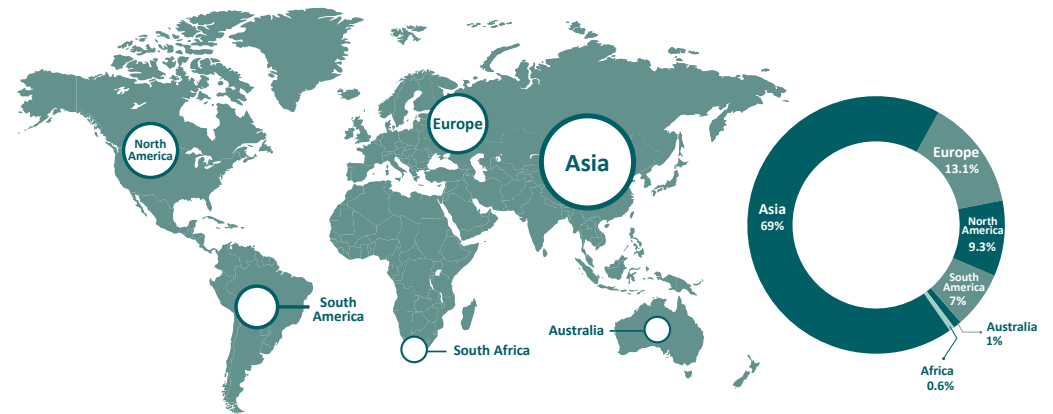 North
America
Europe
Asia
South
America
South Africa
Australia
Europe
13.1%
Asia
69%
North
America
9.3%
South
America
7%
Australia
1%
Africa
0.6%